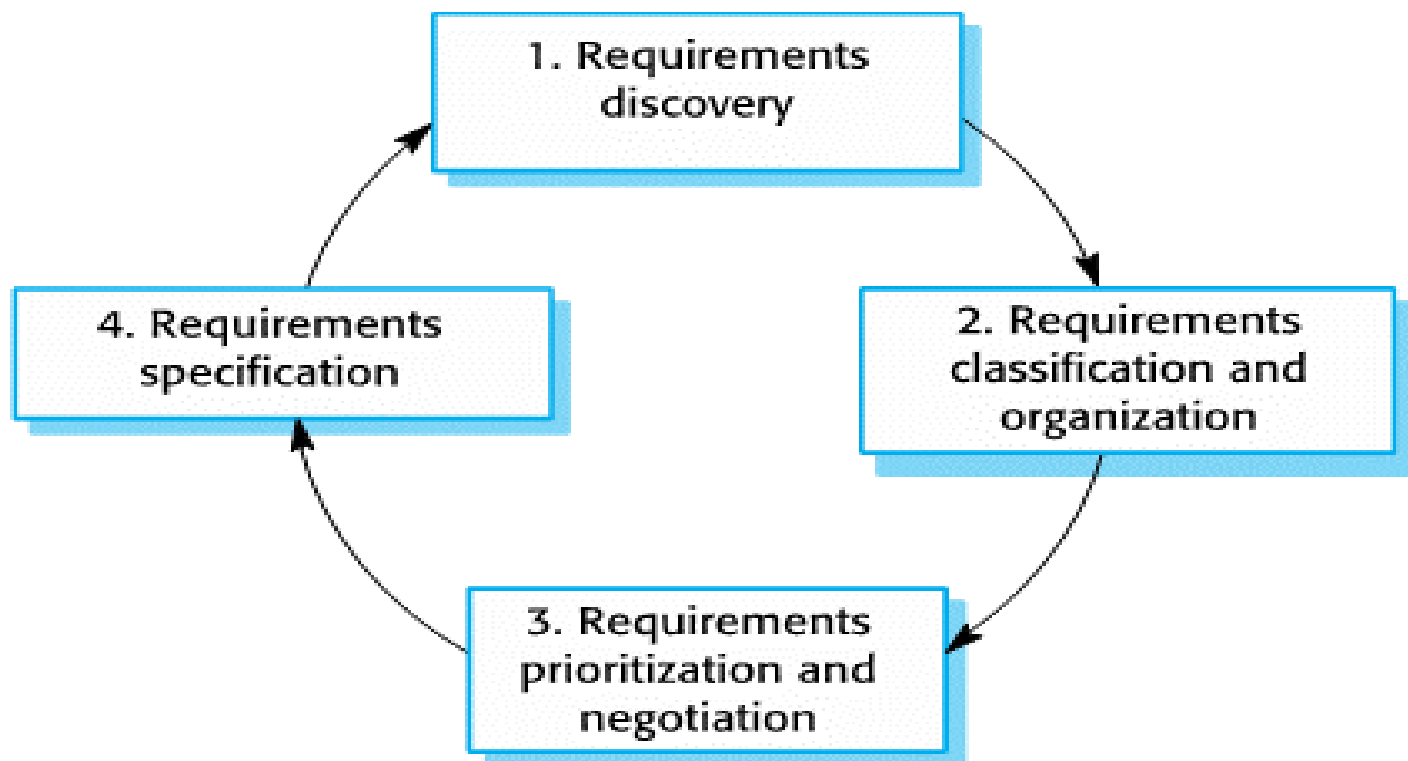 1. Requirements
discovery
2. Requirements
classification and
organization
3. Requirements
prioritization and
negotiation
4. Requirements
specification